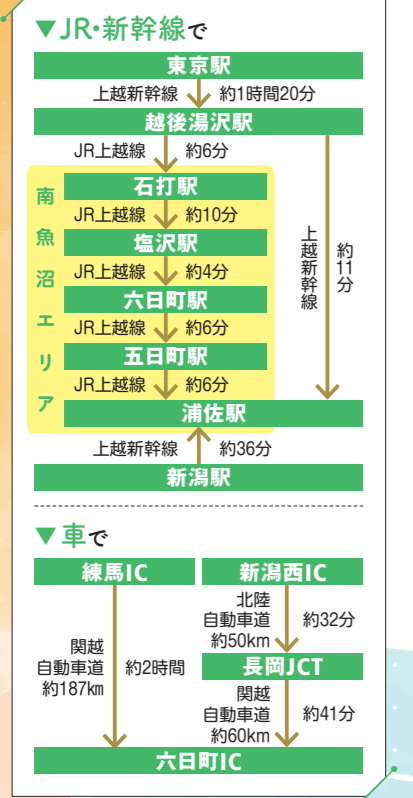 ▼JR・新幹線で
東京駅
上越新幹線 約1時間20分
越後湯沢駅
JR上越線 約6分
南魚沼エリア
石打駅
JR上越線 約10分
塩沢駅
JR上越線 約4分
六日町駅
JR上越線 約6分
五日町駅
JR上越線 約6分
浦佐駅
上越新幹線
約11分
上越新幹線 約36分
新潟駅
▼車で
練馬IC
関越
自動車道
約187km
約2時間
新潟西IC
北陸
自動車道
約50km
約32分
長岡JCT
関越
自動車道
約60km
約41分
六日町IC